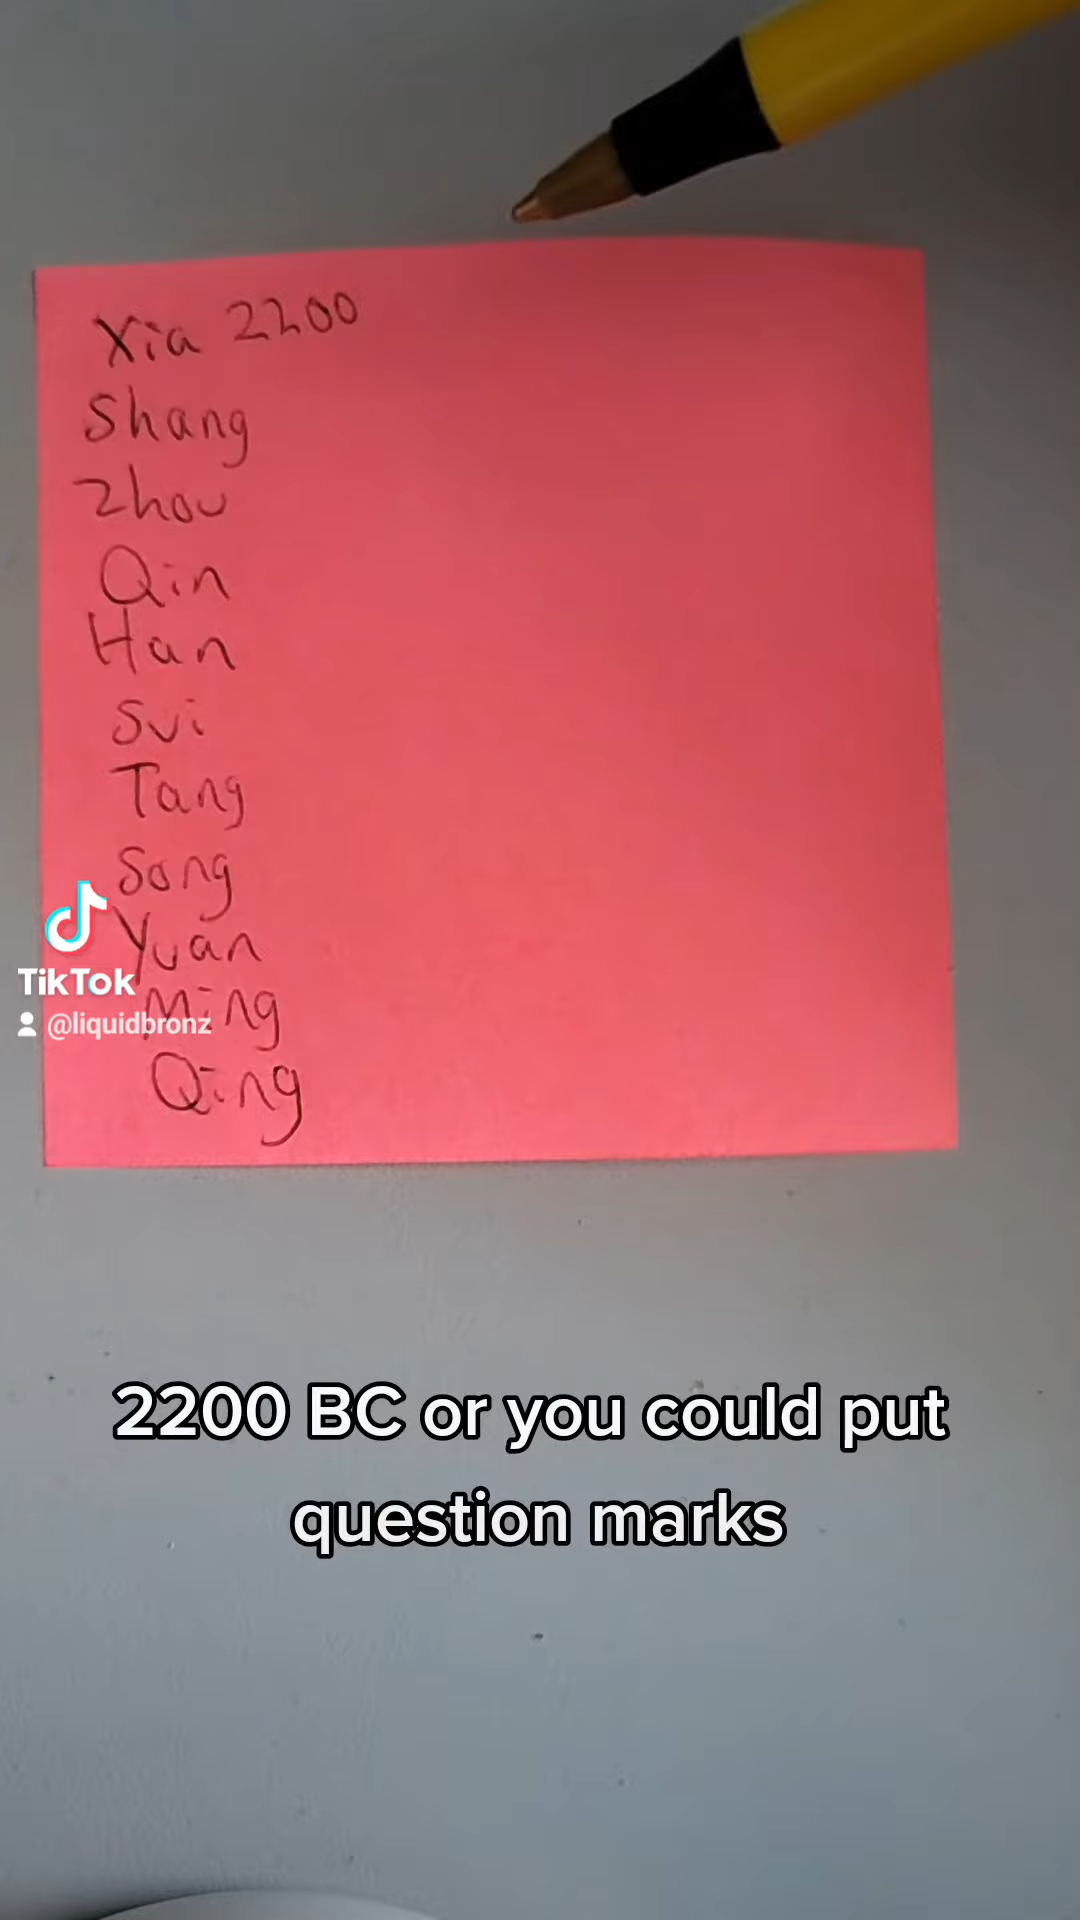 Xia 2200
Shang
Zhou
Qin
Han
Sui
Tang
Song
Yuan
Ming
Qing
TikTok
@liquidbronz
2200 BC or you could put
question marks